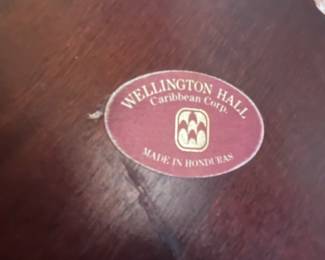 WELLINGTON HALL
Caribbean Corp.
MADE IN HONDURAS